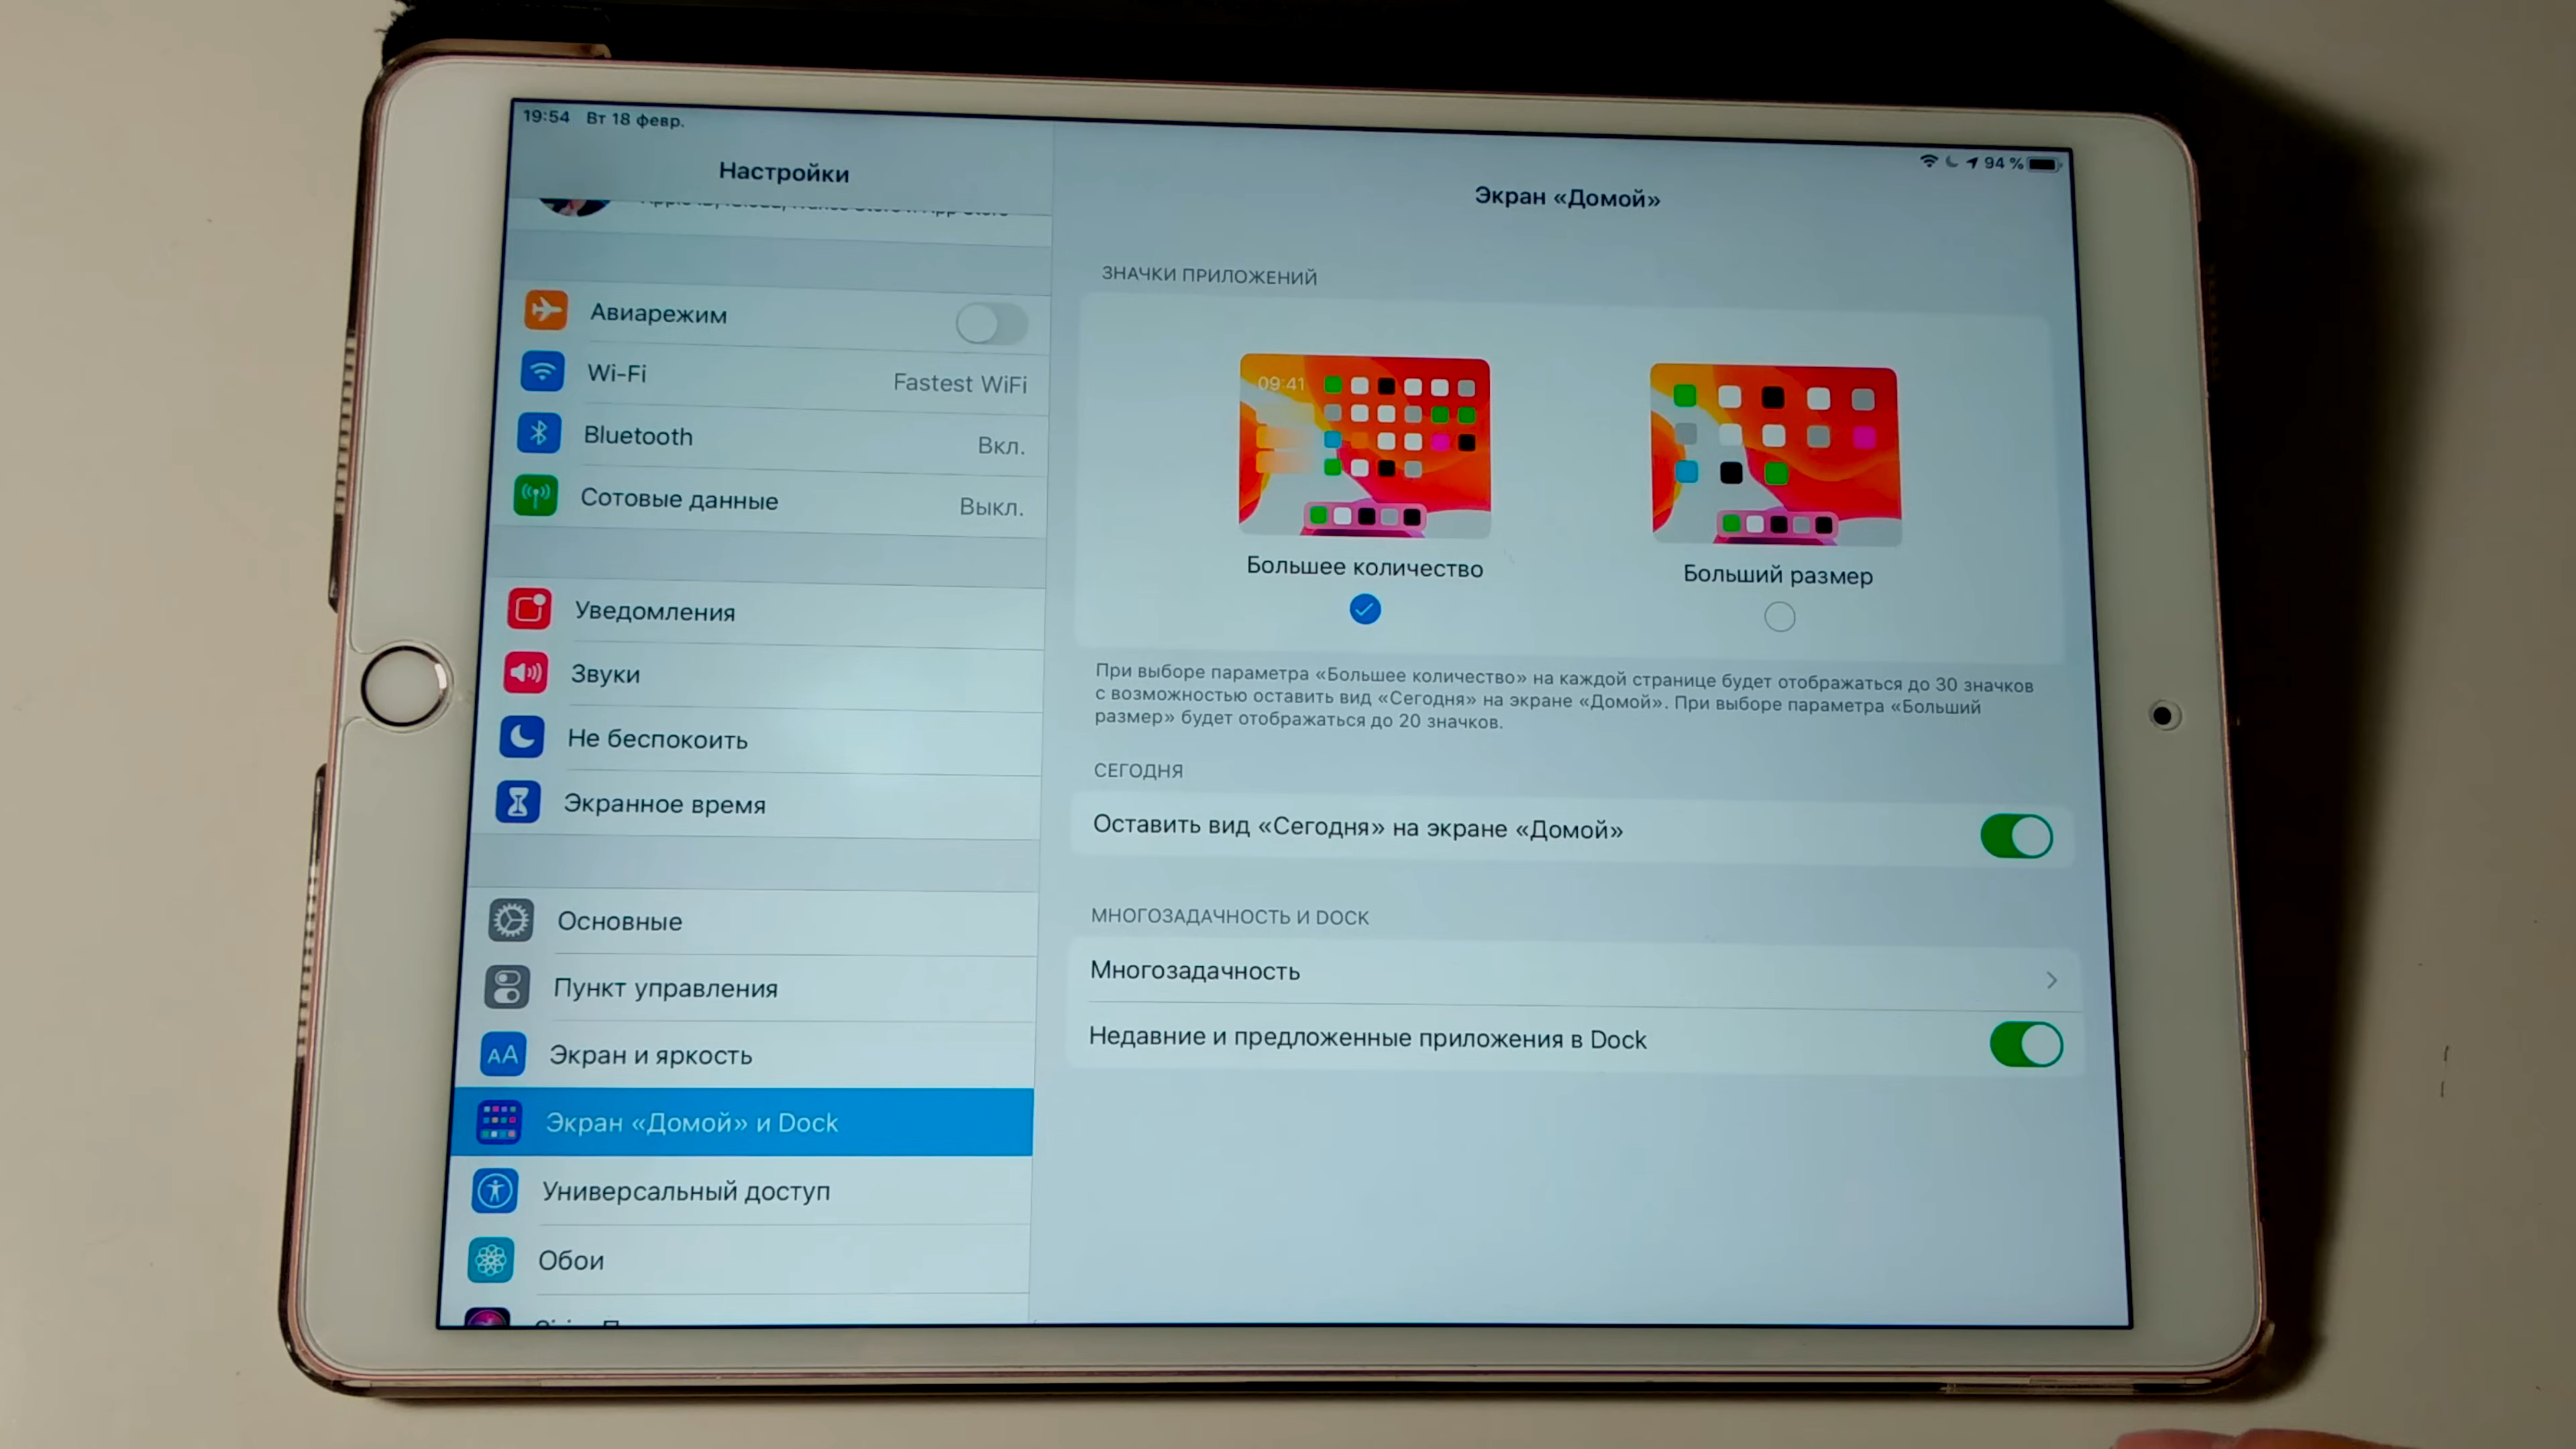 19:54 Вт 18 февр.
94 %
Настройки
Авиарежим
Wi-Fi Fastest WiFi
Bluetooth Вкл.
Сотовые данные Выкл.
Уведомления
Звуки
Не беспокоить
Экранное время
Основные
Пункт управления
AA Экран и яркость
Экран «Домой» и Dock
Универсальный доступ
Обои
Экран «Домой»
ЗНАЧКИ ПРИЛОЖЕНИЙ
09:41
Большее количество
Больший размер
При выборе параметра «Большее количество» на каждой странице будет отображаться до 30 значков
с возможностью оставить вид «Сегодня» на экране «Домой». При выборе параметра «Больший
размер» будет отображаться до 20 значков.
СЕГОДНЯ
Оставить вид «Сегодня» на экране «Домой»
МНОГОЗАДАЧНОСТЬ И DOCK
Многозадачность
Недавние и предложенные приложения в Dock